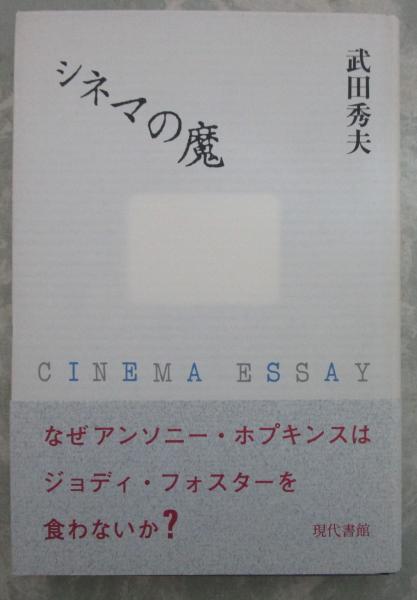 シネマの魔
武田秀夫
CINEMA ESSAY
なぜアンソニー・ホプキンスは
ジョディ・フォスターを
食わないか?
現代書館